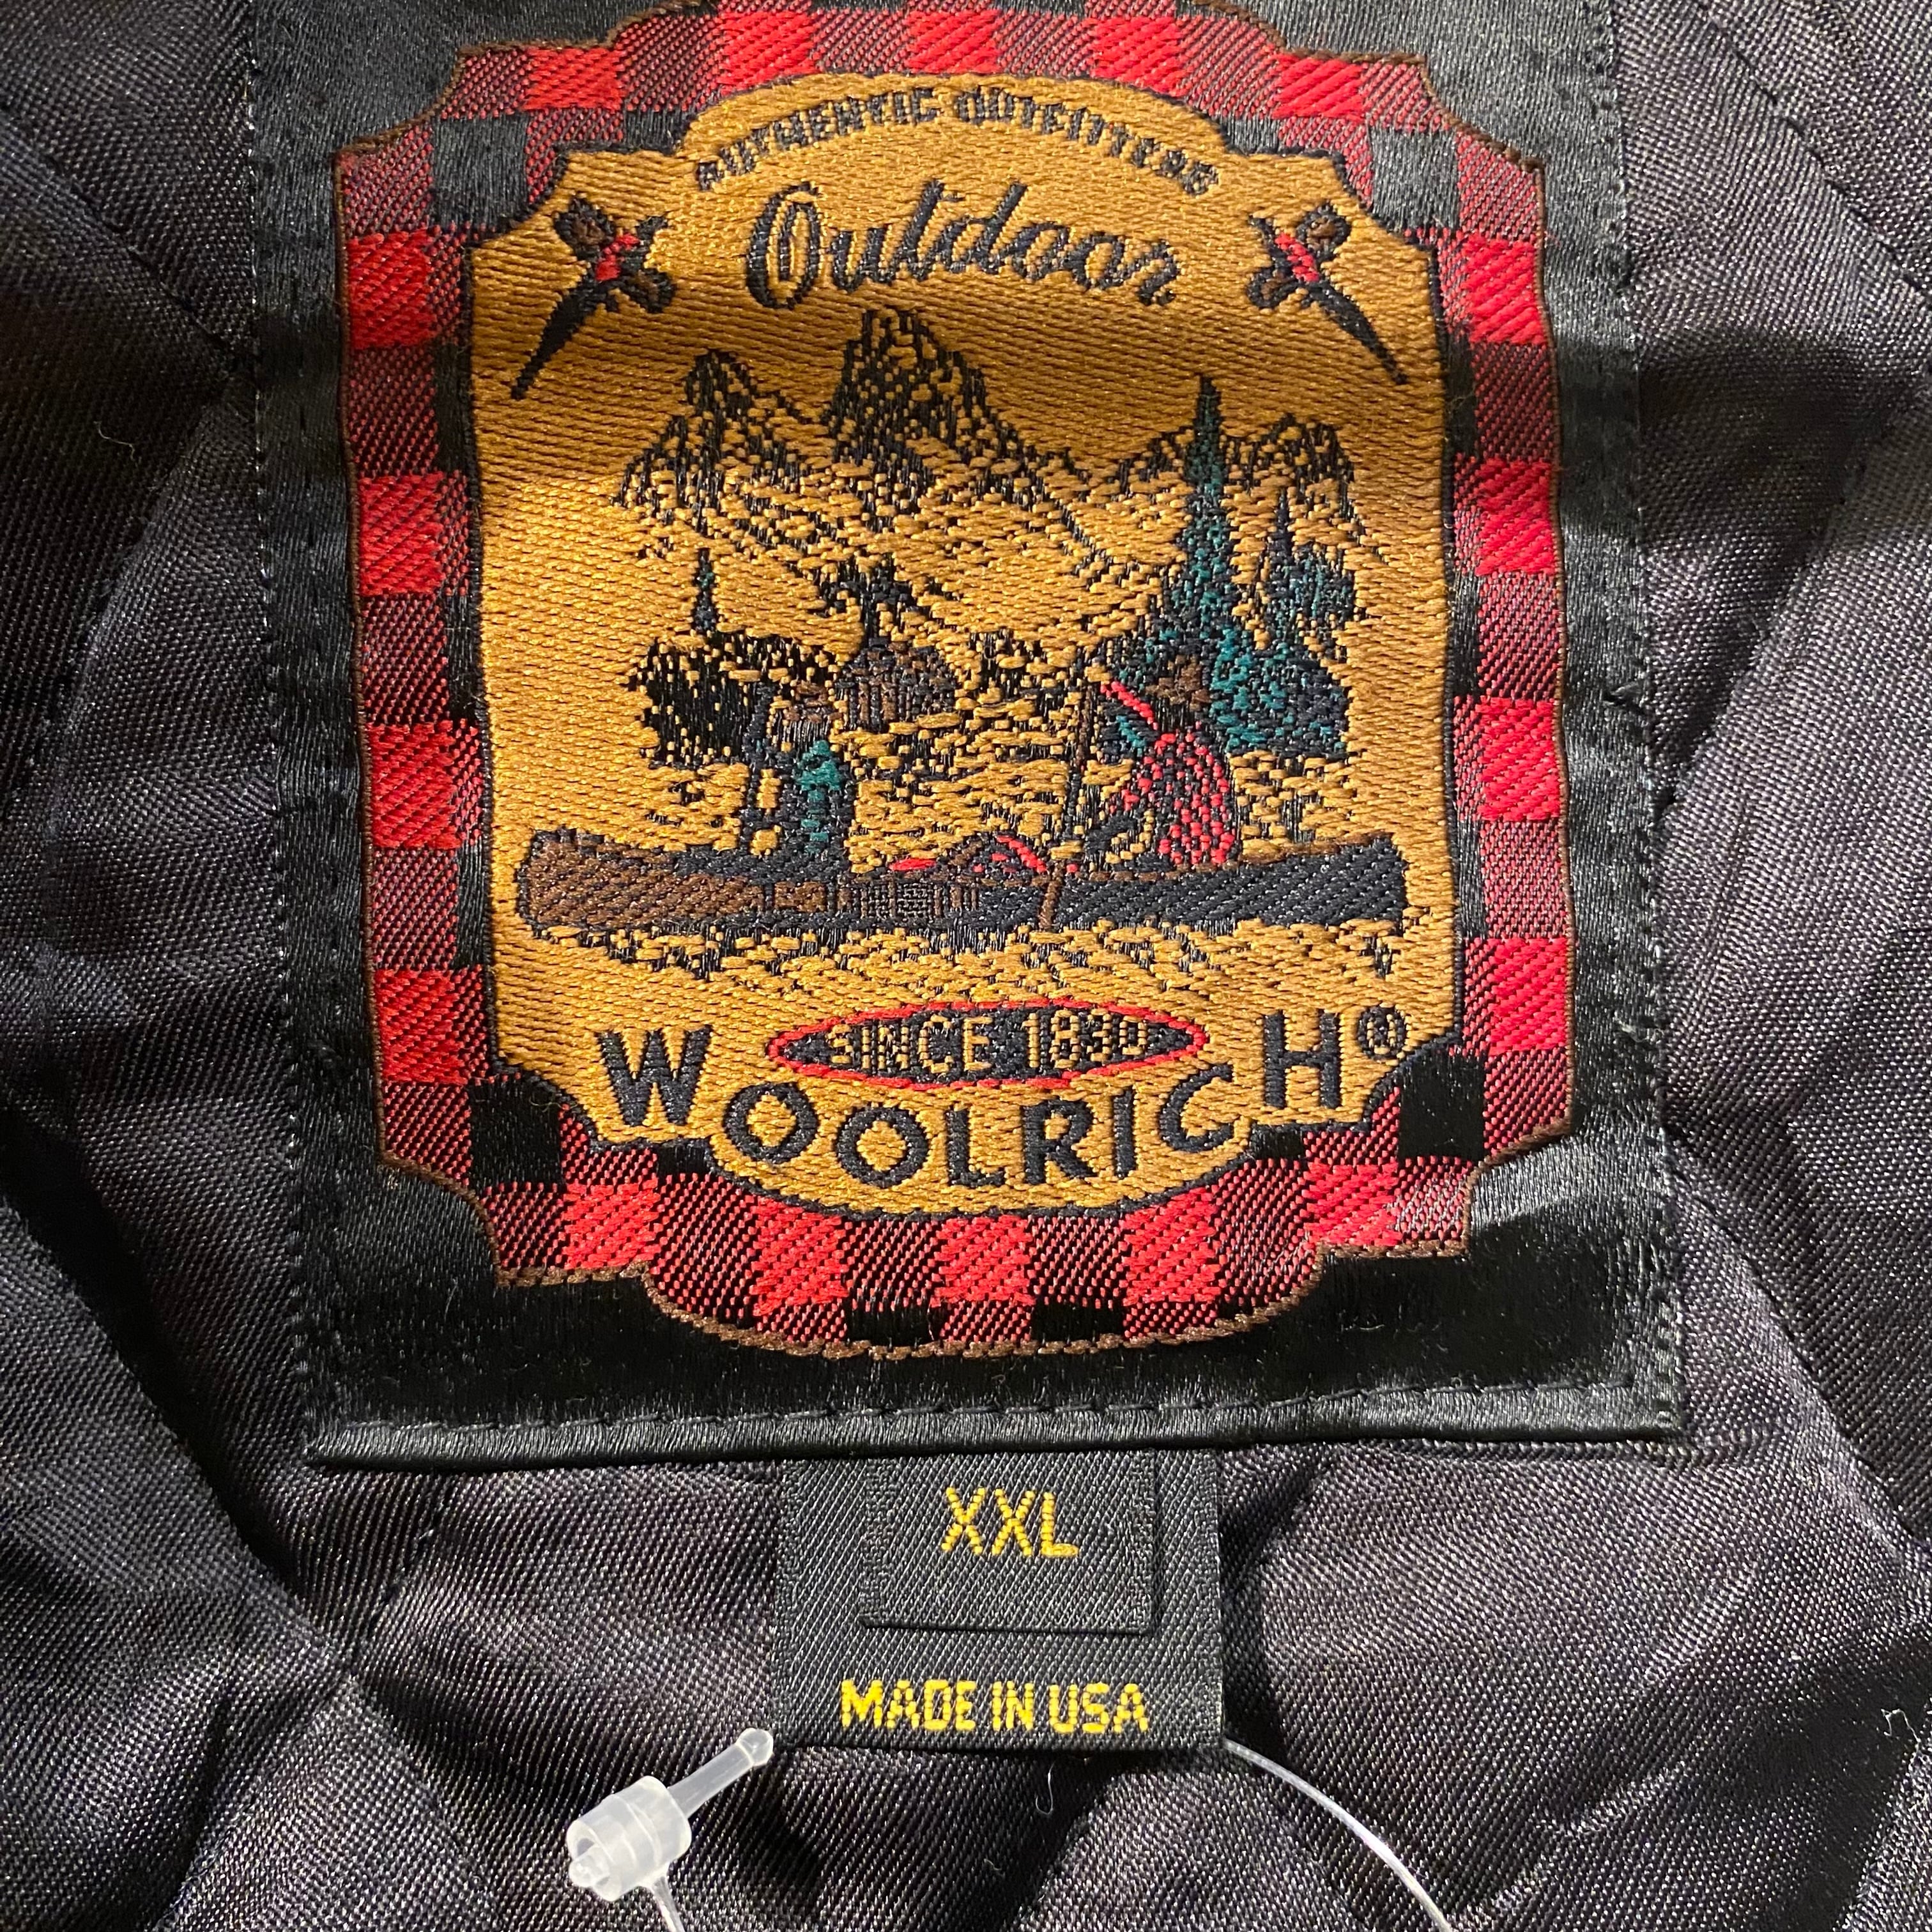 AUTHENTIC OUTFITTERS
Outdoor
SINCE 1830
WOOLRICH®
XXL
MADE IN USA